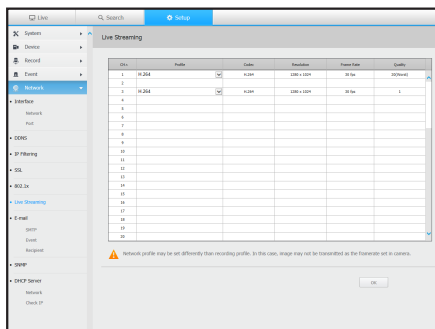 Live
Search
Setup
System
Device
Record
Event
Network
Interface
Network
Port
DDNS
IP Filtering
SSL
802.1x
Live Streaming
E-mail
SMTP
Event
Recipient
SNMP
DHCP Server
Network
Check IP
Live Streaming
CH Profile Codec Resolution Frame Rate Quality
1 H.264 H.264 1280 x 1024 30 fps
2
3 H.264 H.264 1280 x 1024 30 fps 1
4
5
6
7
8
9
10
11
12
13
14
15
16
17
18
19
20
Network profile may be set differently than recording profile. In this case, image may not be transmitted as the framerate set in camera.
OK